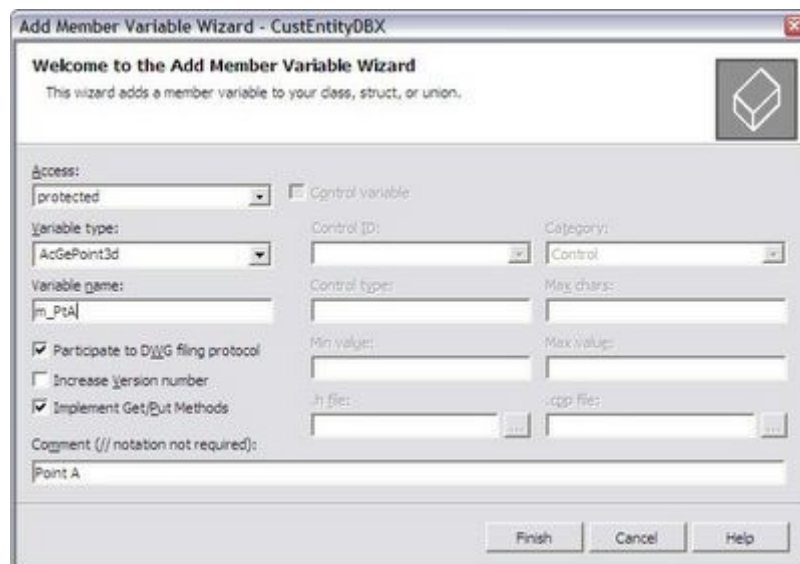 Add Member Variable Wizard - CustEntityDBX
Welcome to the Add Member Variable Wizard
This wizard adds a member variable to your class, struct, or union.
Access:
protected
Control variable
Variable type:
Control ID:
Category:
AcGePoint3d
Control
Variable name:
Control type:
Max chars:
m_PtA
Participate to DWG filing protocol
Min value:
Max value:
Increase Version number
Implement Get/Put Methods
.h file:
.cpp file:
...
...
Comment (// notation not required):
Point A
Finish
Cancel
Help